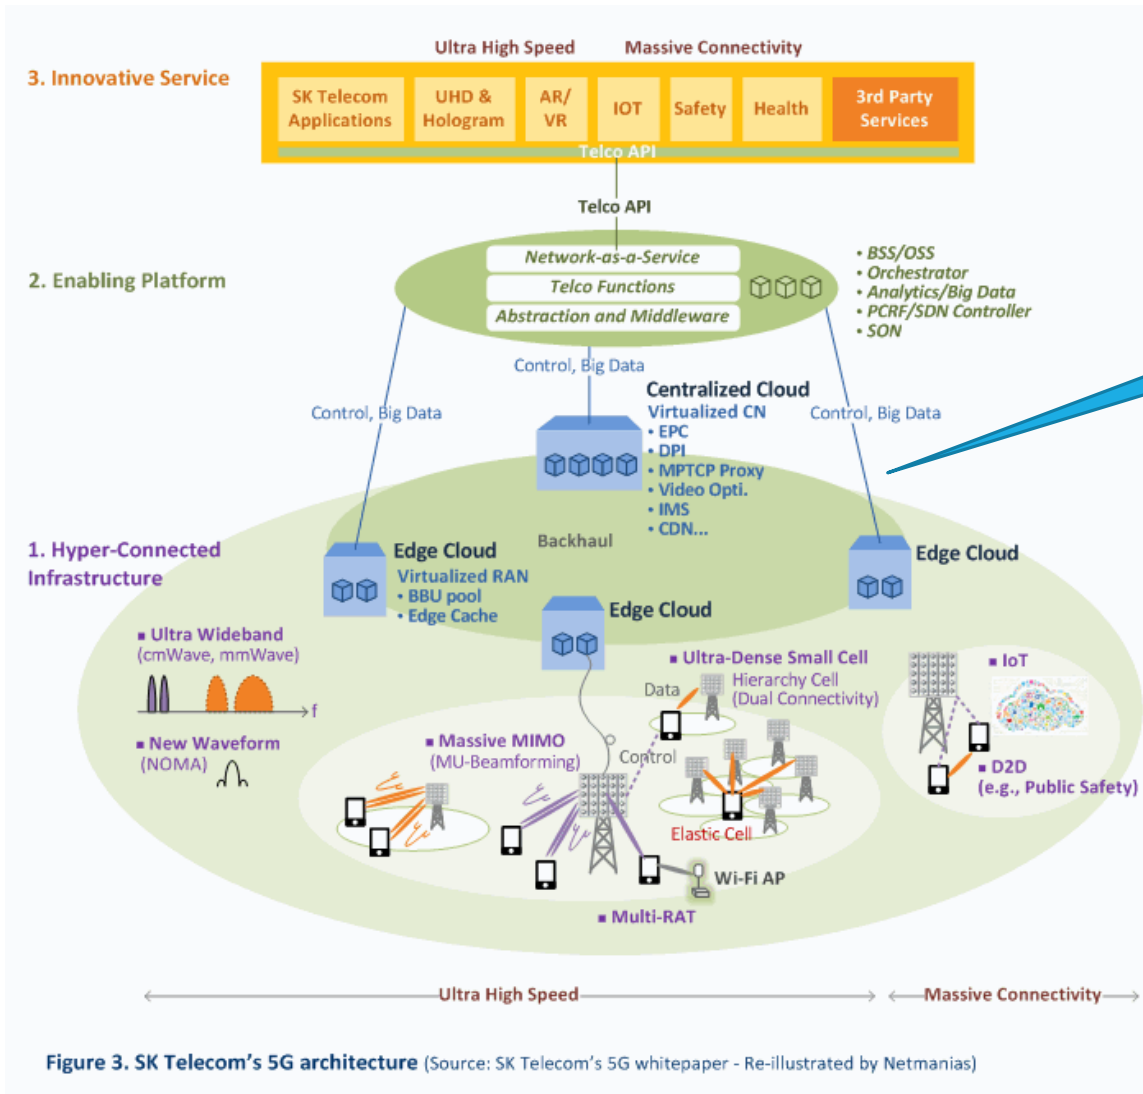 Ultra High Speed
Massive Connectivity
3. Innovative Service
SK Telecom
Applications
UHD &
Hologram
AR/
VR
IOT
Safety
Health
3rd Party
Services
Telco API
Telco API
2. Enabling Platform
Network-as-a-Service
Telco Functions
Abstraction and Middleware
• BSS/OSS
• Orchestrator
• Analytics/Big Data
• PCRF/SDN Controller
• SON
Control, Big Data
Control, Big Data
Control, Big Data
Centralized Cloud
Virtualized CN
• EPC
• DPI
• MPTCP Proxy
• Video Opti.
• IMS
• CDN...
Backhaul
1. Hyper-Connected
Infrastructure
Edge Cloud
Virtualized RAN
• BBU pool
• Edge Cache
Edge Cloud
Edge Cloud
▪ Ultra Wideband
(cmWave, mmWave)
f
▪ New Waveform
(NOMA)
▪ Massive MIMO
(MU-Beamforming)
▪ Ultra-Dense Small Cell
Hierarchy Cell
(Dual Connectivity)
Data
Control
Elastic Cell
Wi-Fi AP
▪ Multi-RAT
▪ IoT
▪ D2D
(e.g., Public Safety)
Ultra High Speed
Massive Connectivity
Figure 3. SK Telecom's 5G architecture (Source: SK Telecom's 5G whitepaper - Re-illustrated by Netmanias)